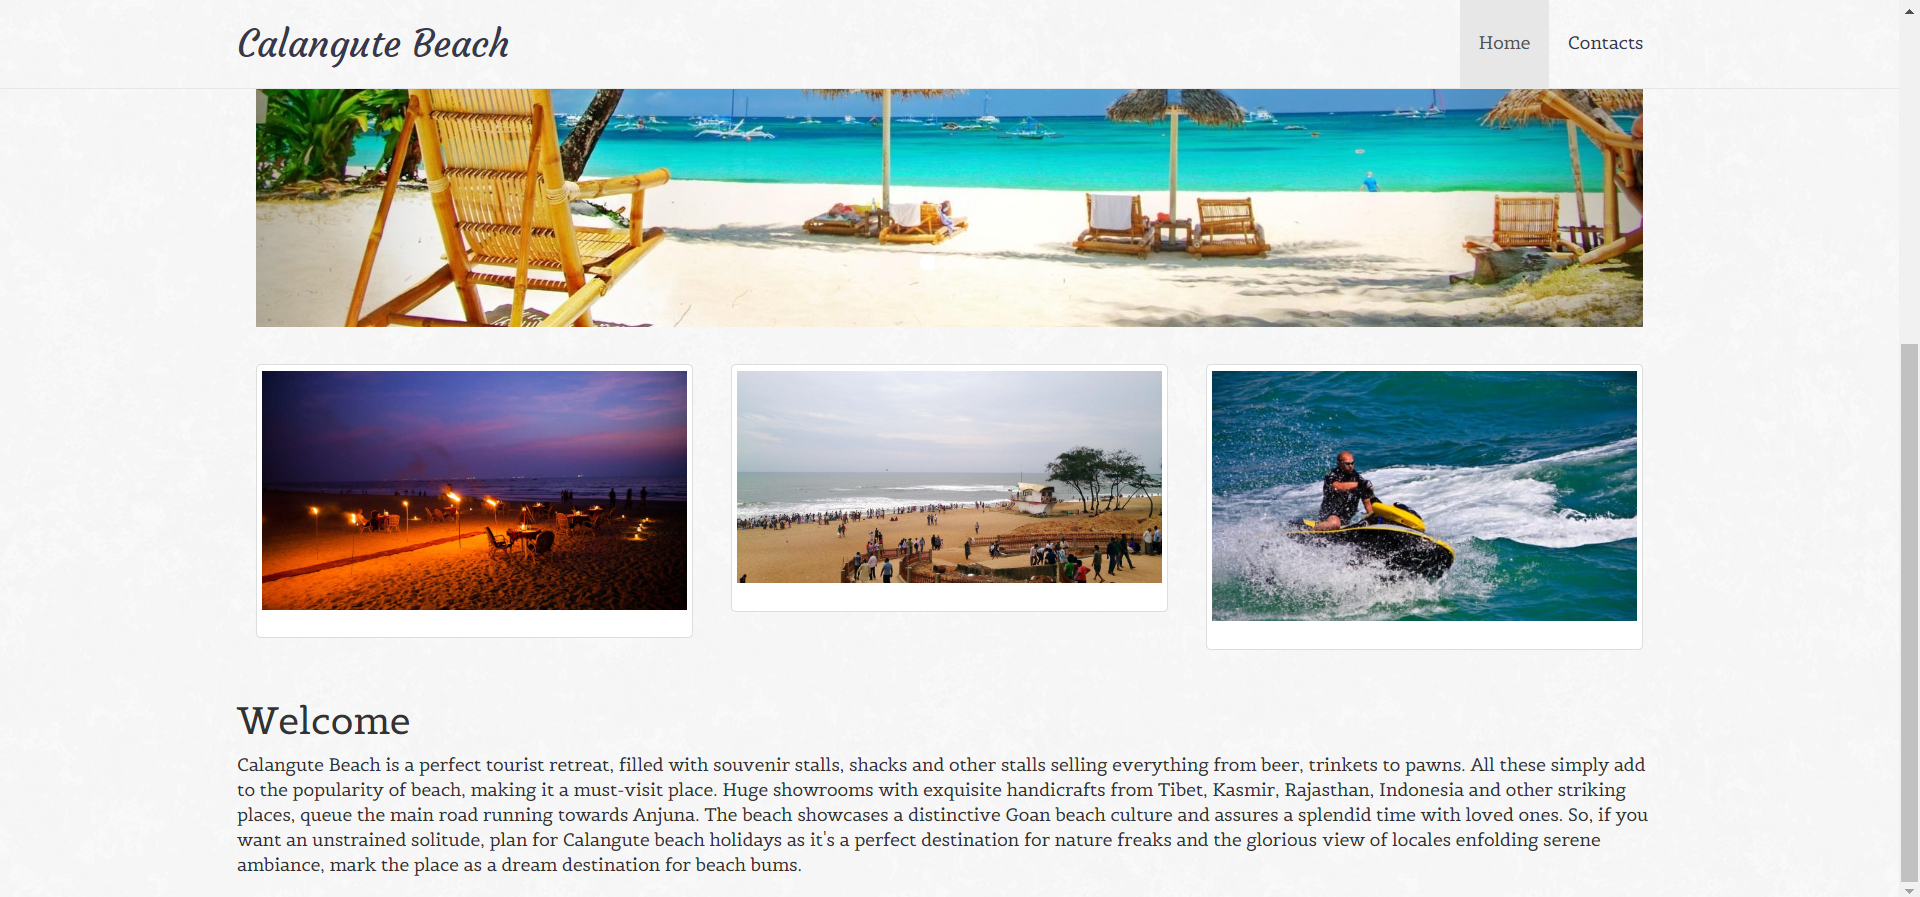 Calangute Beach
Home
Contacts
Welcome
Calangute Beach is a perfect tourist retreat, filled with souvenir stalls, shacks and other stalls selling everything from beer, trinkets to pawns. All these simply add
to the popularity of beach, making it a must-visit place. Huge showrooms with exquisite handicrafts from Tibet, Kasmir, Rajasthan, Indonesia and other striking
places, queue the main road running towards Anjuna. The beach showcases a distinctive Goan beach culture and assures a splendid time with loved ones. So, if you
want an unstrained solitude, plan for Calangute beach holidays as it's a perfect destination for nature freaks and the glorious view of locales enfolding serene
ambiance, mark the place as a dream destination for beach bums.